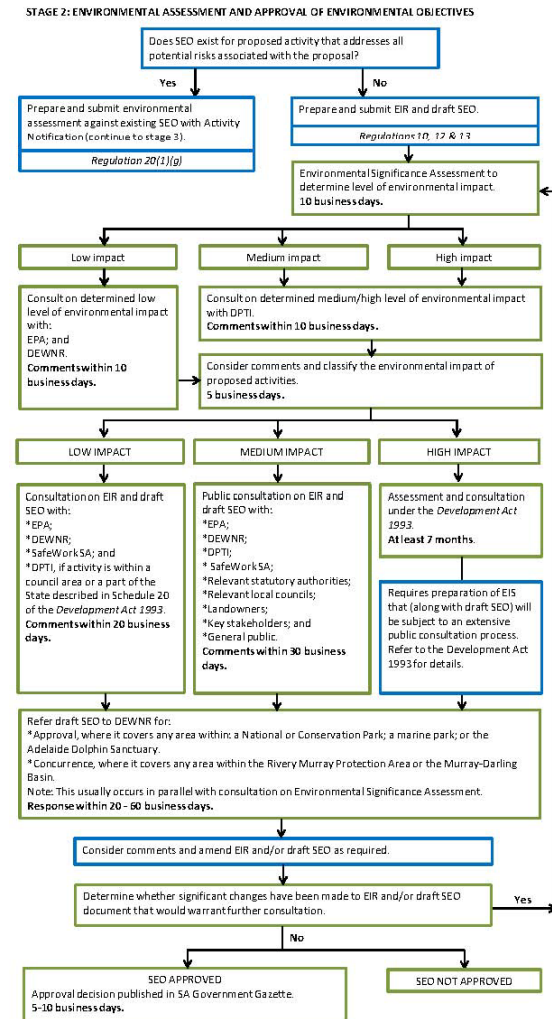 STAGE 2: ENVIRONMENTAL ASSESSMENT AND APPROVAL OF ENVIRONMENTAL OBJECTIVES
Does SEO exist for proposed activity that addresses all
potential risks associated with the proposal?
Yes
No
Prepare and submit environmental
assessment against existing SEO with Activity
Notification (continue to stage 3).
Regulation 20(1)(g)
Prepare and submit EIR and draft SEO.
Regulations 10, 12 & 13
Environmental Significance Assessment to
determine level of environmental impact.
10 business days.
Low impact
Medium impact
High impact
Consult on determined low
level of environmental impact
with:
EPA; and
DEWNR.
Comments within 10
business days.
Consult on determined medium/high level of environmental impact
with DPTI.
Comments within 10 business days.
Consider comments and classify the environmental impact of
proposed activities.
5 business days.
LOW IMPACT
MEDIUM IMPACT
HIGH IMPACT
Consultation on EIR and draft
SEO with:
*EPA;
*DEWNR;
*SafeWorkSA; and
*DPTI, if activity is within a
council area or a part of the
State described in Schedule 20
of the Development Act 1993.
Comments within 20 business
days.
Public consultation on EIR and
draft SEO with:
*EPA;
*DEWNR;
*DPTI;
* SafeWorkSA;
*Relevant statutory authorities;
*Relevant local councils;
*Landowners;
*Key stakeholders; and
*General public.
Comments within 30 business
days.
Assessment and consultation
under the Development Act
1993.
At least 7 months.
Requires preparation of EIS
that (along with draft SEO) will
be subject to an extensive
public consultation process.
Refer to the Development Act
1993 for details.
Refer draft SEO to DEWNR for:
*Approval, where it covers any area within: a National or Conservation Park; a marine park; or the
Adelaide Dolphin Sanctuary.
*Concurrence, where it covers any area within the Rivery Murray Protection Area or the Murray-Darling
Basin.
Note: This usually occurs in parallel with consultation on Environmental Significance Assessment.
Response within 20 - 60 business days.
Consider comments and amend EIR and/or draft SEO as required.
Determine whether significant changes have been made to EIR and/or draft SEO
document that would warrant further consultation.
Yes
No
SEO APPROVED
Approval decision published in SA Government Gazette.
5-10 business days.
SEO NOT APPROVED